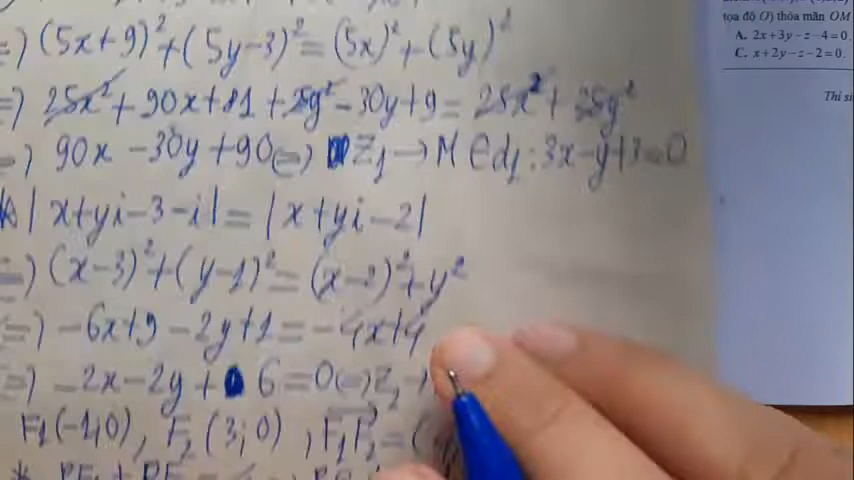 =) (5x+9)² + (5y-3)² = (5x)² + (5y)²
=) 25x² + 90x + 81 + 25y² - 30y + 9 = 25x² + 25y²
=) 90x - 30y + 90 (=) Z₁ → M ∈ d₁ : 3x-y+3=0
| x+yi-3-i | = | x+yi-2 |
=) (x-3)² + (y-1)² = (x-2)² + y²
(=) -6x+9 - 2y+1 = -4x+4
(=) -2x-2y+ 6 = 0 (=) Z₂
F₁(-1;0), F₂(3;0), F₁F₂ = (
tọa độ O) thỏa mãn OM
A. 2x+3y-z-4=0.
C. x+2y-z-2=0.
Thí si